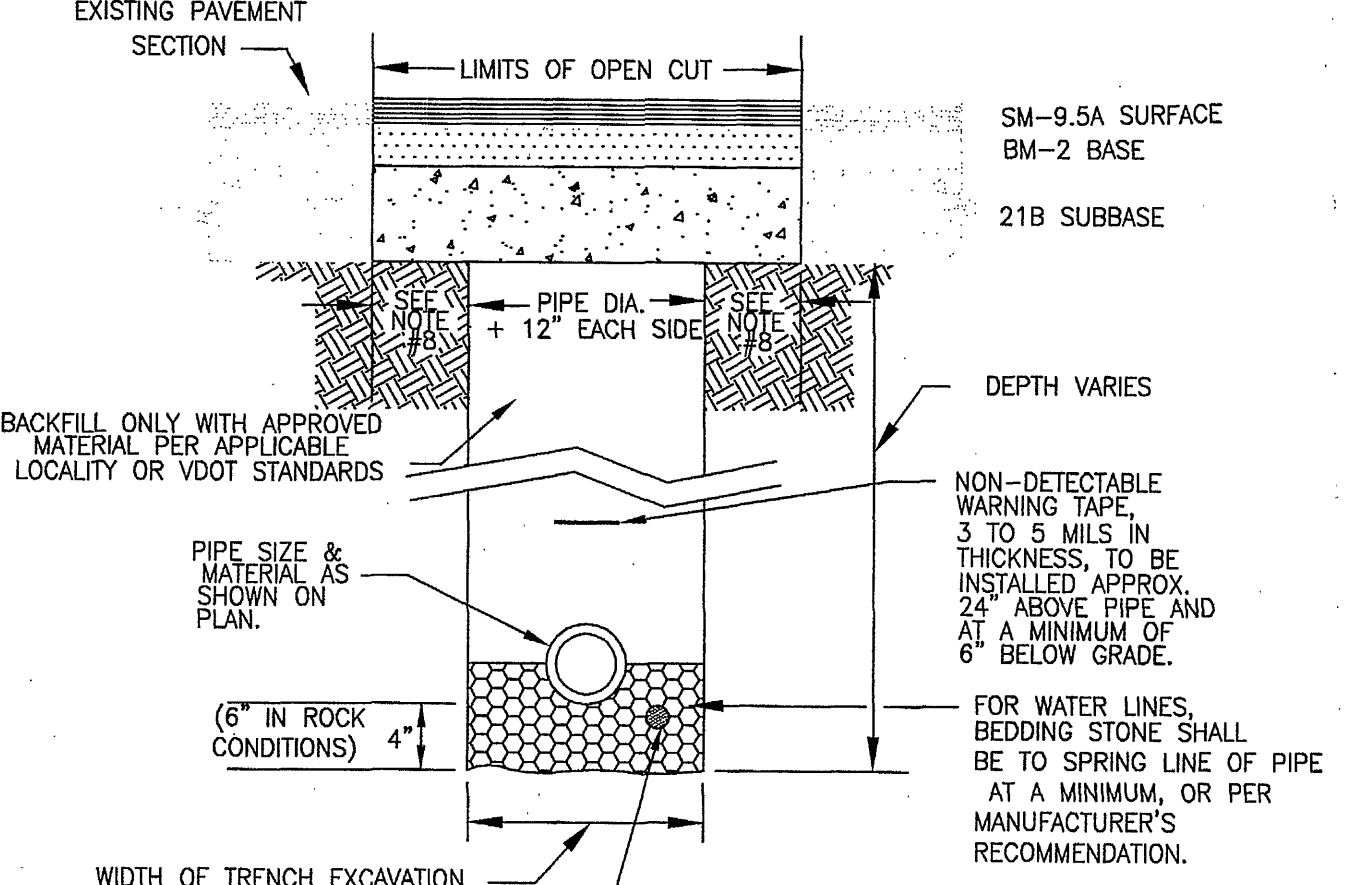 EXISTING PAVEMENT
SECTION
LIMITS OF OPEN CUT
SM-9.5A SURFACE
BM-2 BASE
21B SUBBASE
SEE
NOTE
#8
PIPE DIA.
+ 12" EACH SIDE
SEE
NOTE
#8
DEPTH VARIES
BACKFILL ONLY WITH APPROVED
MATERIAL PER APPLICABLE
LOCALITY OR VDOT STANDARDS
NON-DETECTABLE
WARNING TAPE,
3 TO 5 MILS IN
THICKNESS, TO BE
INSTALLED APPROX.
24" ABOVE PIPE AND
AT A MINIMUM OF
6" BELOW GRADE.
PIPE SIZE &
MATERIAL AS
SHOWN ON
PLAN.
(6" IN ROCK
CONDITIONS)
4"
FOR WATER LINES,
BEDDING STONE SHALL
BE TO SPRING LINE OF PIPE
AT A MINIMUM, OR PER
MANUFACTURER'S
RECOMMENDATION.
WIDTH OF TRENCH EXCAVATION